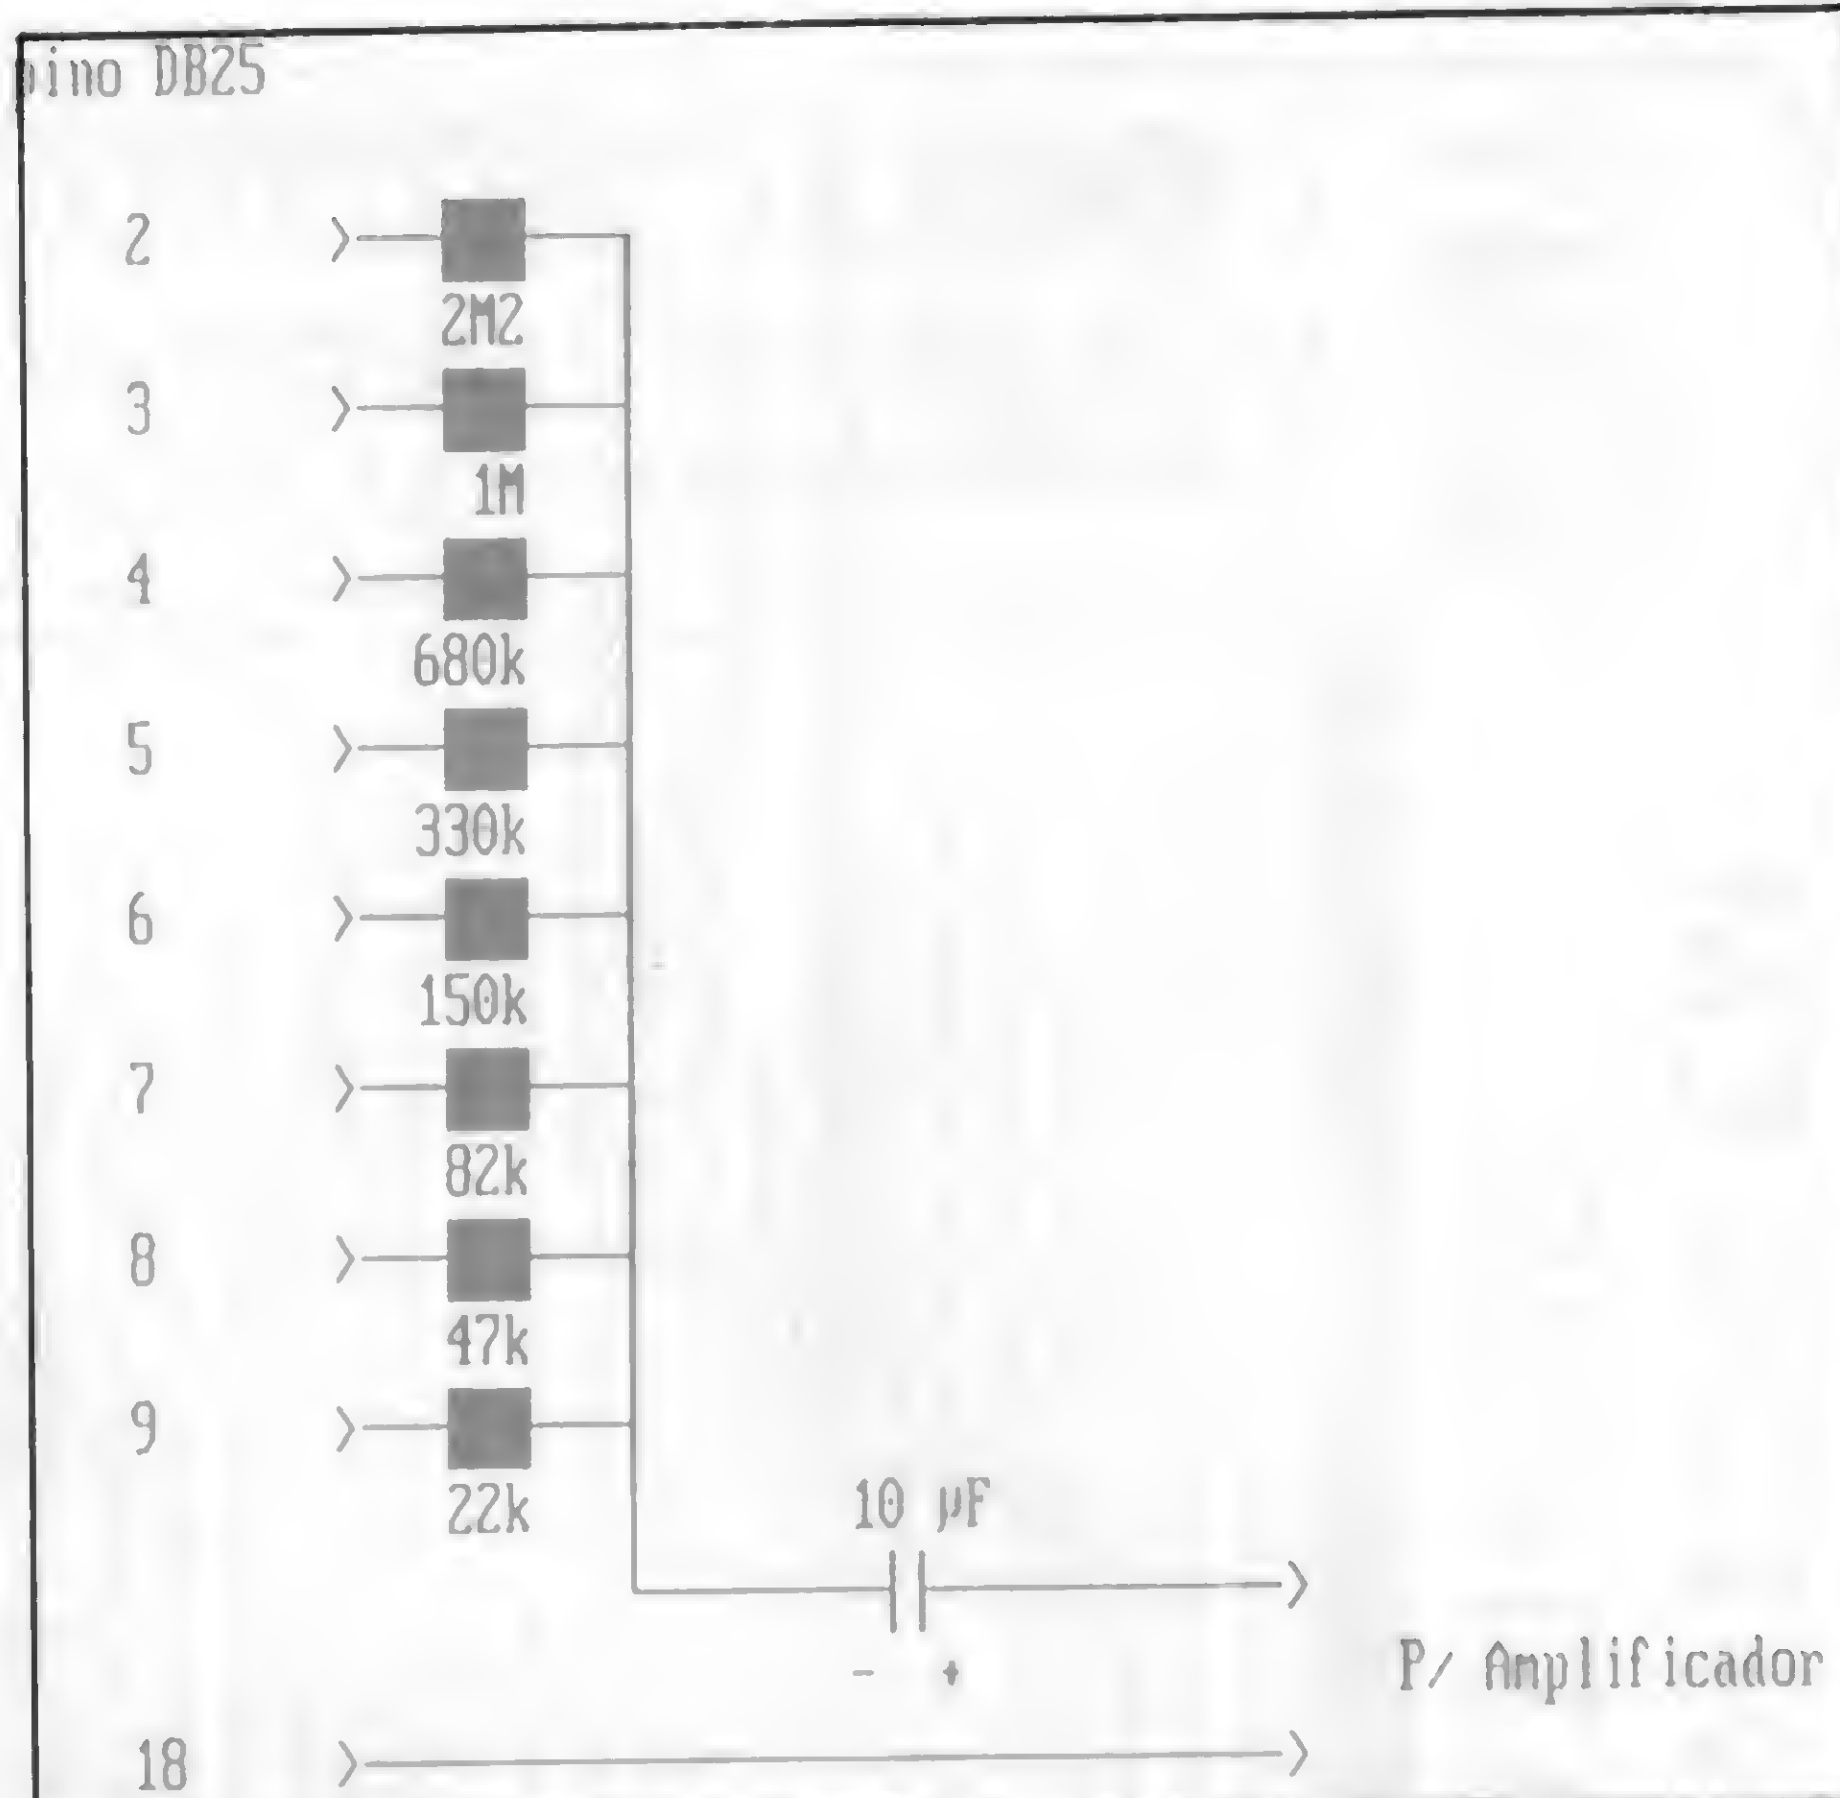 pino DB25
2
2M2
3
1M
4
680k
5
330k
6
150k
7
82k
8
47k
9
22k
10 µF
- +
P/ Amplificador
18